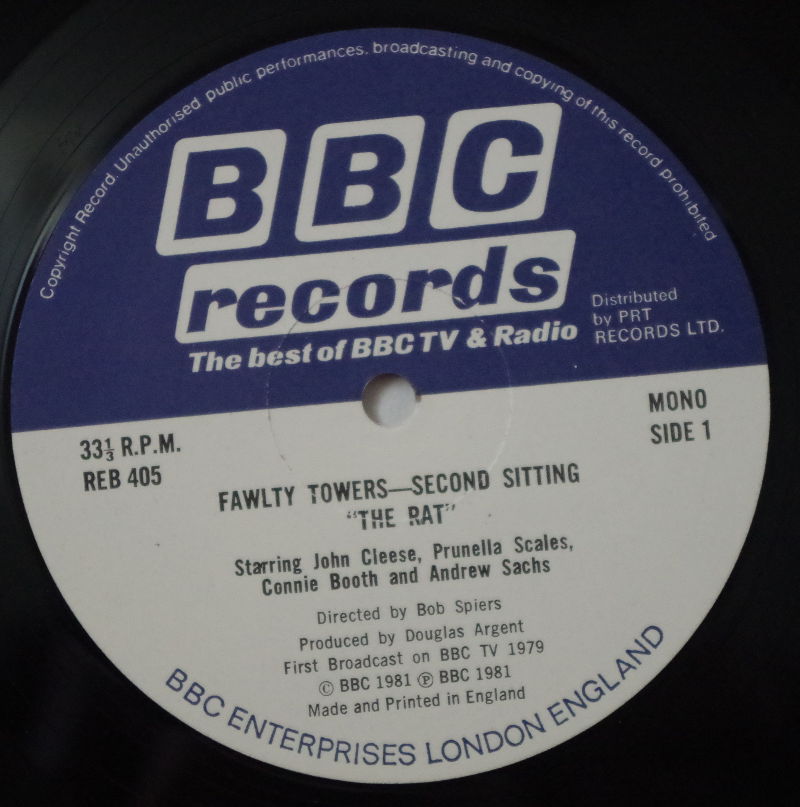 Copyright Record. Unauthorised public performances. broadcasting and copying of this record prohibited
BBC
records
The best of BBC TV & Radio
Distributed
by PRT
RECORDS LTD.
33⅓ R.P.M.
REB 405
MONO
SIDE 1
FAWLTY TOWERS—SECOND SITTING
"THE RAT"
Starring John Cleese, Prunella Scales,
Connie Booth and Andrew Sachs
Directed by Bob Spiers
Produced by Douglas Argent
First Broadcast on BBC TV 1979
© BBC 1981 ℗ BBC 1981
Made and Printed in England
BBC ENTERPRISES LONDON ENGLAND